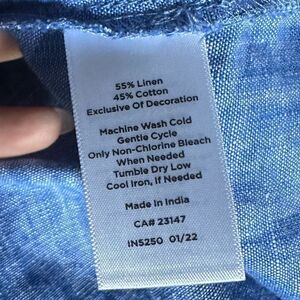 55% Linen
45% Cotton
Exclusive Of Decoration
Machine Wash Cold
Gentle Cycle
Only Non-Chlorine Bleach
When Needed
Tumble Dry Low
Cool Iron, If Needed
Made In India
CA# 23147
IN5250 01/22